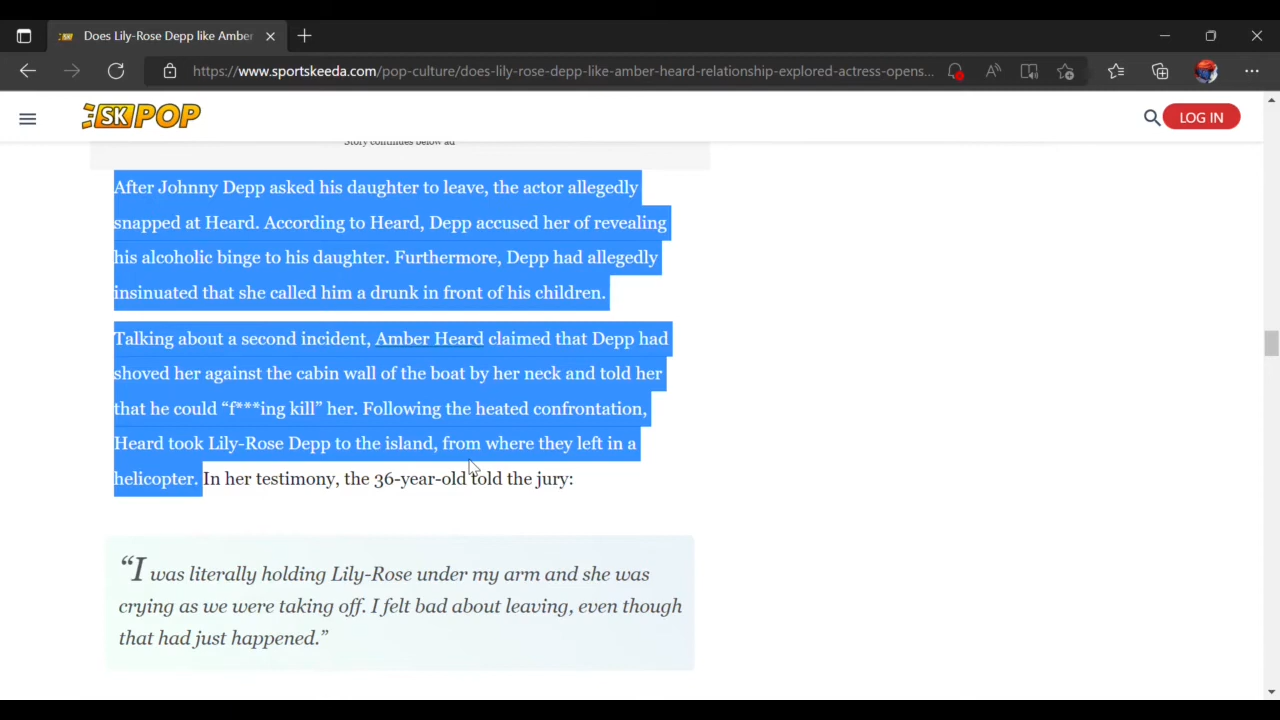 Does Lily-Rose Depp like Amber
https://www.sportskeeda.com/pop-culture/does-lily-rose-depp-like-amber-heard-relationship-explored-actress-opens...
SK POP
LOG IN
Story continues below ad
After Johnny Depp asked his daughter to leave, the actor allegedly
snapped at Heard. According to Heard, Depp accused her of revealing
his alcoholic binge to his daughter. Furthermore, Depp had allegedly
insinuated that she called him a drunk in front of his children.
Talking about a second incident, Amber Heard claimed that Depp had
shoved her against the cabin wall of the boat by her neck and told her
that he could “f***ing kill” her. Following the heated confrontation,
Heard took Lily-Rose Depp to the island, from where they left in a
helicopter. In her testimony, the 36-year-old told the jury:
“I was literally holding Lily-Rose under my arm and she was
crying as we were taking off. I felt bad about leaving, even though
that had just happened.”